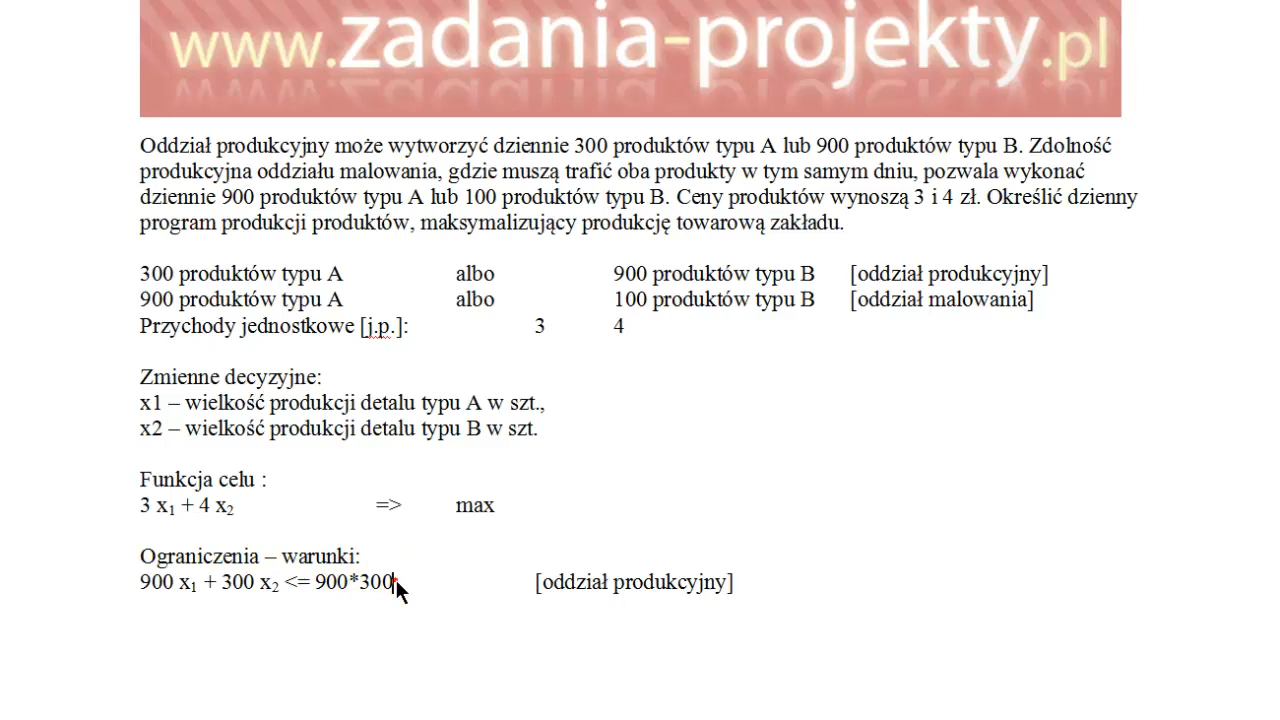 www.zadania-projekty.pl
Oddział produkcyjny może wytworzyć dziennie 300 produktów typu A lub 900 produktów typu B. Zdolność
produkcyjna oddziału malowania, gdzie muszą trafić oba produkty w tym samym dniu, pozwala wykonać
dziennie 900 produktów typu A lub 100 produktów typu B. Ceny produktów wynoszą 3 i 4 zł. Określić dzienny
program produkcji produktów, maksymalizujący produkcję towarową zakładu.
300 produktów typu A albo 900 produktów typu B [oddział produkcyjny]
900 produktów typu A albo 100 produktów typu B [oddział malowania]
Przychody jednostkowe [j.p.]: 3 4
Zmienne decyzyjne:
x1 – wielkość produkcji detalu typu A w szt.,
x2 – wielkość produkcji detalu typu B w szt.
Funkcja celu :
3 x₁ + 4 x₂ => max
Ograniczenia – warunki:
900 x₁ + 300 x₂ <= 900*300 [oddział produkcyjny]